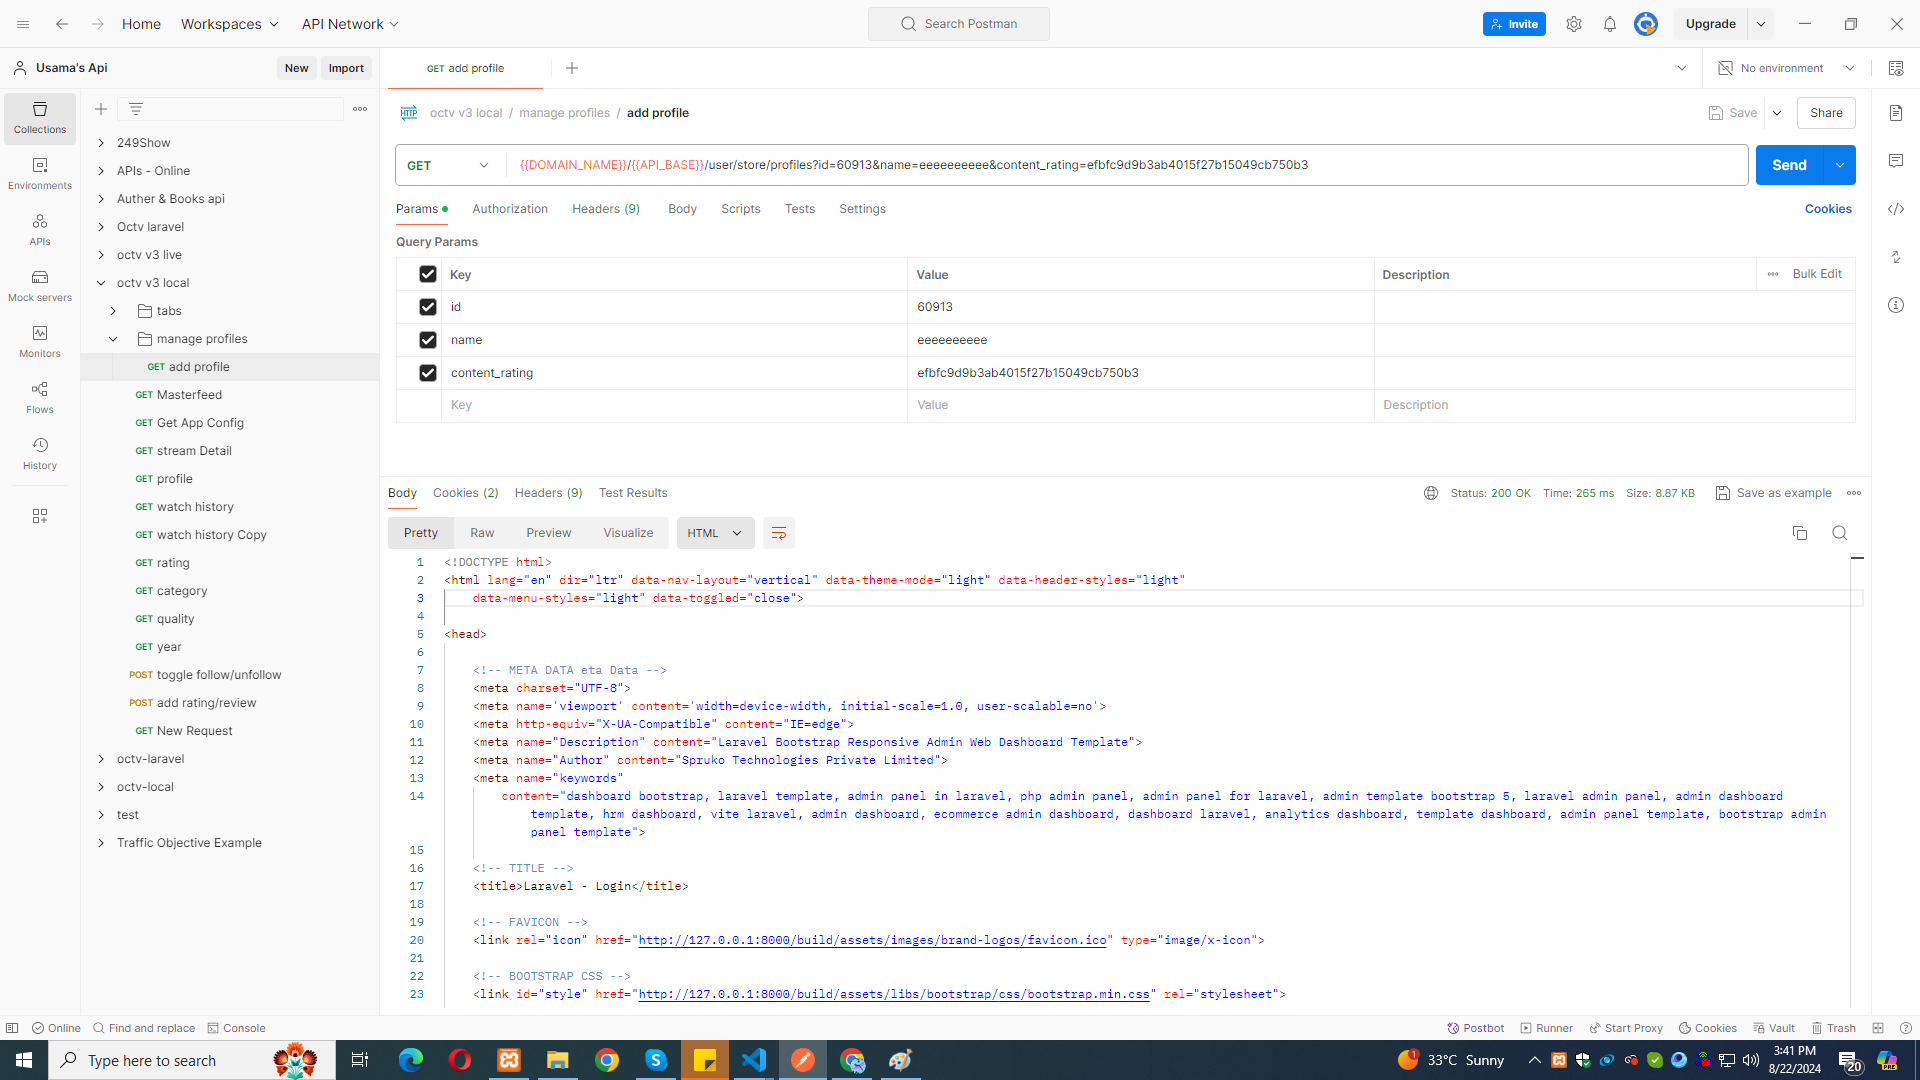 Home
Workspaces
API Network
Search Postman
Invite
Upgrade
Usama's Api
New
Import
GET add profile
No environment
octv v3 local / manage profiles / add profile
Save
Share
GET
{{DOMAIN_NAME}}/{{API_BASE}}/user/store/profiles?id=60913&name=eeeeeeeeee&content_rating=efbfc9d9b3ab4015f27b15049cb750b3
Send
Params
Authorization
Headers (9)
Body
Scripts
Tests
Settings
Cookies
Query Params
Key
Value
Description
Bulk Edit
id
60913
name
eeeeeeeeee
content_rating
efbfc9d9b3ab4015f27b15049cb750b3
Key
Value
Description
Collections
Environments
APIs
Mock servers
Monitors
Flows
History
249Show
APIs - Online
Auther & Books api
Octv laravel
octv v3 live
octv v3 local
tabs
manage profiles
GET add profile
GET Masterfeed
GET Get App Config
GET stream Detail
GET profile
GET watch history
GET watch history Copy
GET rating
GET category
GET quality
GET year
POST toggle follow/unfollow
POST add rating/review
GET New Request
octv-laravel
octv-local
test
Traffic Objective Example
Body
Cookies (2)
Headers (9)
Test Results
Status: 200 OK
Time: 265 ms
Size: 8.87 KB
Save as example
Pretty
Raw
Preview
Visualize
HTML
1 <!DOCTYPE html>
2 <html lang="en" dir="ltr" data-nav-layout="vertical" data-theme-mode="light" data-header-styles="light"
3 data-menu-styles="light" data-toggled="close">
4
5 <head>
6
7 <!-- META DATA eta Data -->
8 <meta charset="UTF-8">
9 <meta name='viewport' content='width=device-width, initial-scale=1.0, user-scalable=no'>
10 <meta http-equiv="X-UA-Compatible" content="IE=edge">
11 <meta name="Description" content="Laravel Bootstrap Responsive Admin Web Dashboard Template">
12 <meta name="Author" content="Spruko Technologies Private Limited">
13 <meta name="keywords"
14 content="dashboard bootstrap, laravel template, admin panel in laravel, php admin panel, admin panel for laravel, admin template bootstrap 5, laravel admin panel, admin dashboard
template, hrm dashboard, vite laravel, admin dashboard, ecommerce admin dashboard, dashboard laravel, analytics dashboard, template dashboard, admin panel template, bootstrap admin
panel template">
15
16 <!-- TITLE -->
17 <title>Laravel - Login</title>
18
19 <!-- FAVICON -->
20 <link rel="icon" href="http://127.0.0.1:8000/build/assets/images/brand-logos/favicon.ico" type="image/x-icon">
21
22 <!-- BOOTSTRAP CSS -->
23 <link id="style" href="http://127.0.0.1:8000/build/assets/libs/bootstrap/css/bootstrap.min.css" rel="stylesheet">
Online
Find and replace
Console
Postbot
Runner
Start Proxy
Cookies
Vault
Trash
Type here to search
33°C Sunny
3:41 PM
8/22/2024
20